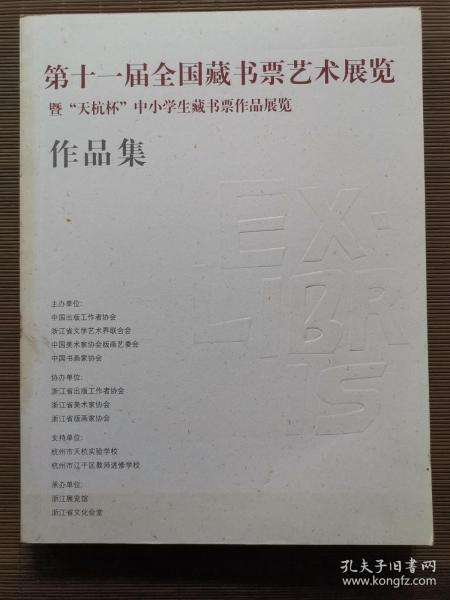 第十一届全国藏书票艺术展览
暨“天杭杯”中小学生藏书票作品展览
作品集
EX-
LIBR
IS
主办单位:
中国出版工作者协会
浙江省文学艺术界联合会
中国美术家协会版画艺委会
中国书画家协会
协办单位:
浙江省出版工作者协会
浙江省美术家协会
浙江省版画家协会
支持单位:
杭州市天杭实验学校
杭州市江干区教师进修学校
承办单位:
浙江展览馆
浙江省文化会堂
孔夫子旧书网
www.kongfz.com